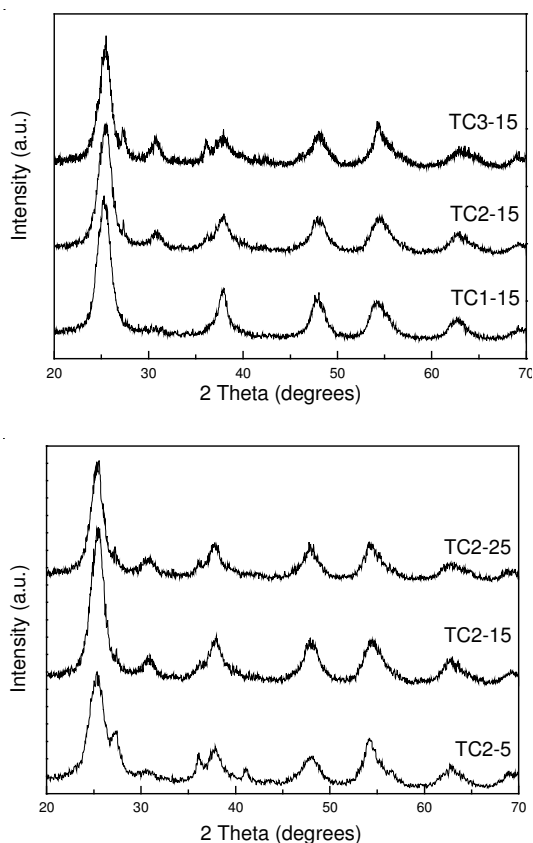 Intensity (a.u.)
TC3-15
TC2-15
TC1-15
20 30 40 50 60 70
2 Theta (degrees)
Intensity (a.u.)
TC2-25
TC2-15
TC2-5
20 30 40 50 60 70
2 Theta (degrees)